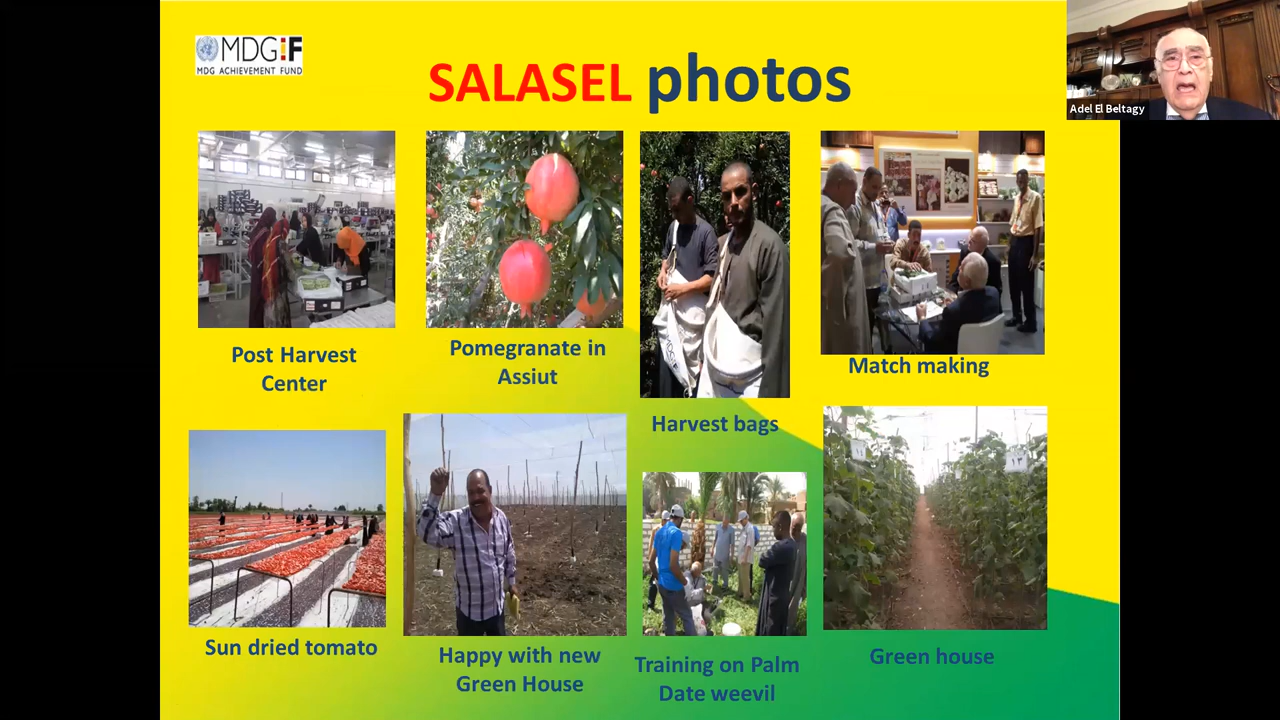 MDG:F
MDG ACHIEVEMENT FUND
SALASEL photos
Adel El Beltagy
Post Harvest
Center
Pomegranate in
Assiut
MDG
Harvest bags
Match making
Sun dried tomato
Happy with new
Green House
Training on Palm
Date weevil
Green house